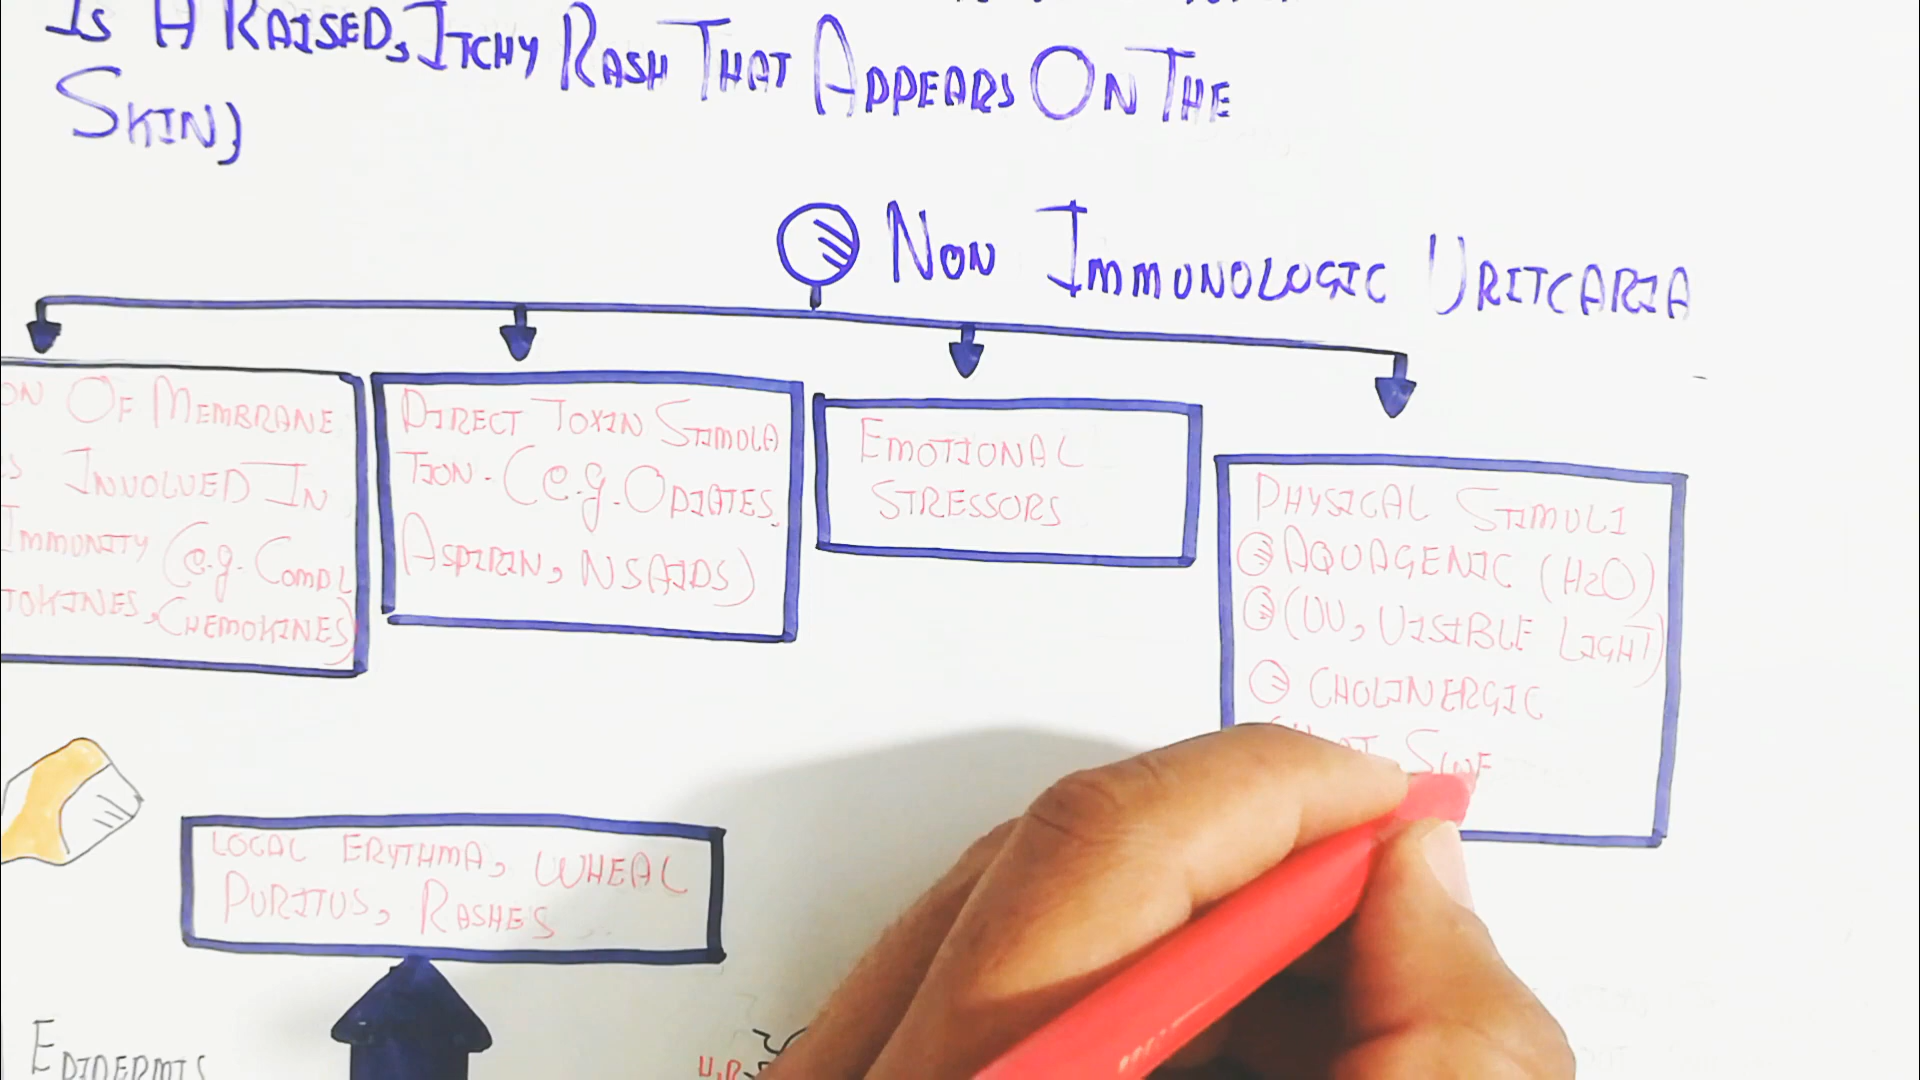 IS A RAISED, ITCHY RASH THAT APPEARS ON THE
SKIN)
NON IMMUNOLOGIC URITCARIA
ON OF MEMBRANE
INVOLVED IN
IMMUNITY (e.g. COMPL
TOKINES, CHEMOKINES)
DIRECT TOXIN STIMULA
TION. (e.g. OPIATES,
ASPIRIN, NSAIDS)
EMOTIONAL
STRESSORS
PHYSICAL STIMULI
AQUAGENIC (H2O)
(UV, VISIBLE LIGHT)
CHOLINERGIC
SWE
LOCAL ERYTHMA, WHEAL
PURITUS, RASHES..
EPIDERMIS